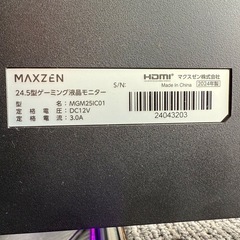 MAXZEN
24.5型ゲーミング液晶モニター
型名:MGM25IC01
定格電圧:DC12V
定格電流:3.0A
S/N:
HDMI マクスゼン株式会社
Made in China 2024年製
24043203